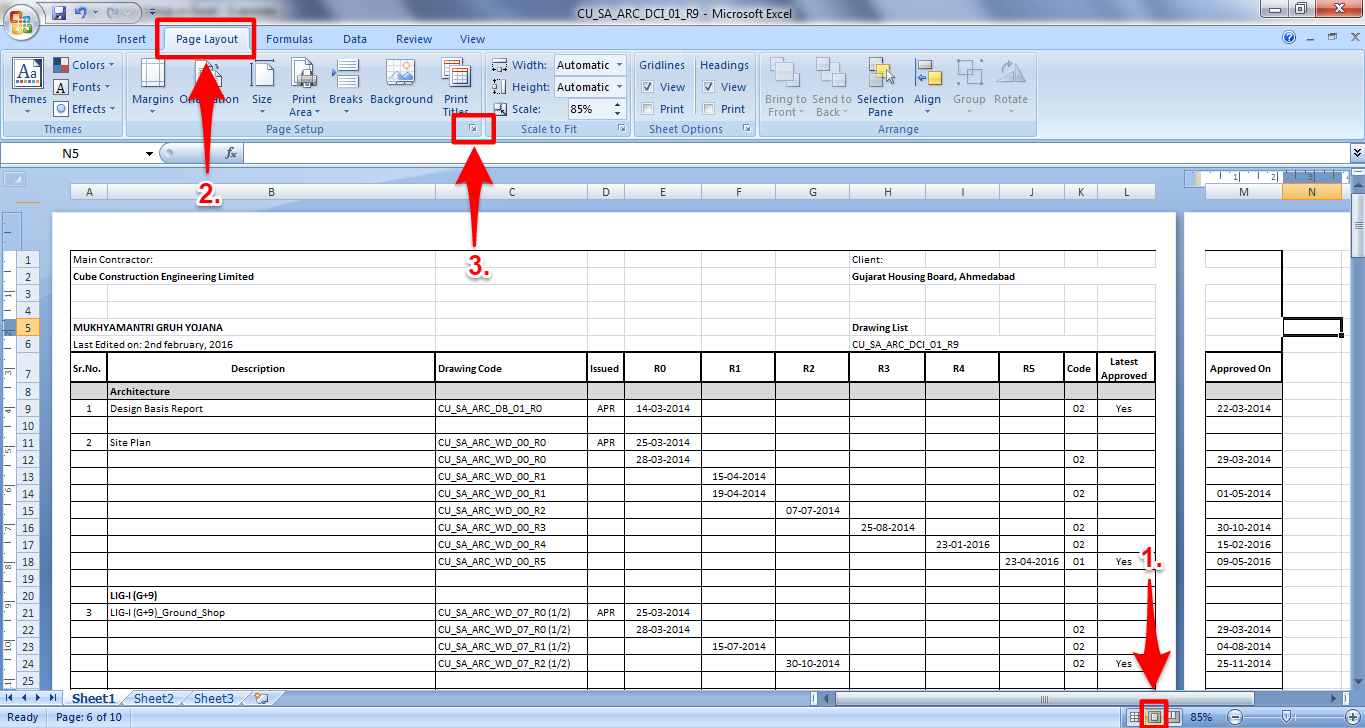 CU_SA_ARC_DCI_01_R9 - Microsoft Excel
Home Insert Page Layout Formulas Data Review View
Themes Colors Fonts Effects
Margins Size Print Area Breaks Background Print Titles
Width: Automatic
Height: Automatic
Scale: 85%
Gridlines Headings
View View
Print Print
Bring to Front Send to Back Selection Pane Align Group Rotate
Themes Page Setup Scale to Fit Sheet Options Arrange
N5 fx
2.
3.
1 2 3
A B C D E F G H I J K L M N
1 Main Contractor: Client:
2 Cube Construction Engineering Limited Gujarat Housing Board, Ahmedabad
3
4
5 MUKHYAMANTRI GRUH YOJANA Drawing List
6 Last Edited on: 2nd february, 2016 CU_SA_ARC_DCI_01_R9
7 Sr.No. Description Drawing Code Issued R0 R1 R2 R3 R4 R5 Code Latest Approved Approved On
8 Architecture
9 1 Design Basis Report CU_SA_ARC_DB_01_R0 APR 14-03-2014 02 Yes 22-03-2014
10
11 2 Site Plan CU_SA_ARC_WD_00_R0 APR 25-03-2014
12 CU_SA_ARC_WD_00_R0 28-03-2014 02 29-03-2014
13 CU_SA_ARC_WD_00_R1 15-04-2014
14 CU_SA_ARC_WD_00_R1 19-04-2014 02 01-05-2014
15 CU_SA_ARC_WD_00_R2 07-07-2014
16 CU_SA_ARC_WD_00_R3 25-08-2014 02 30-10-2014
17 CU_SA_ARC_WD_00_R4 23-01-2016 02 15-02-2016
18 CU_SA_ARC_WD_00_R5 23-04-2016 01 Yes 09-05-2016
19
20 LIG-I (G+9)
21 3 LIG-I (G+9)_Ground_Shop CU_SA_ARC_WD_07_R0 (1/2) APR 25-03-2014
22 CU_SA_ARC_WD_07_R0 (1/2) 28-03-2014 02 29-03-2014
23 CU_SA_ARC_WD_07_R1 (1/2) 15-07-2014 02 04-08-2014
24 CU_SA_ARC_WD_07_R2 (1/2) 30-10-2014 02 Yes 25-11-2014
25
1.
Sheet1 Sheet2 Sheet3
Ready Page: 6 of 10 85%